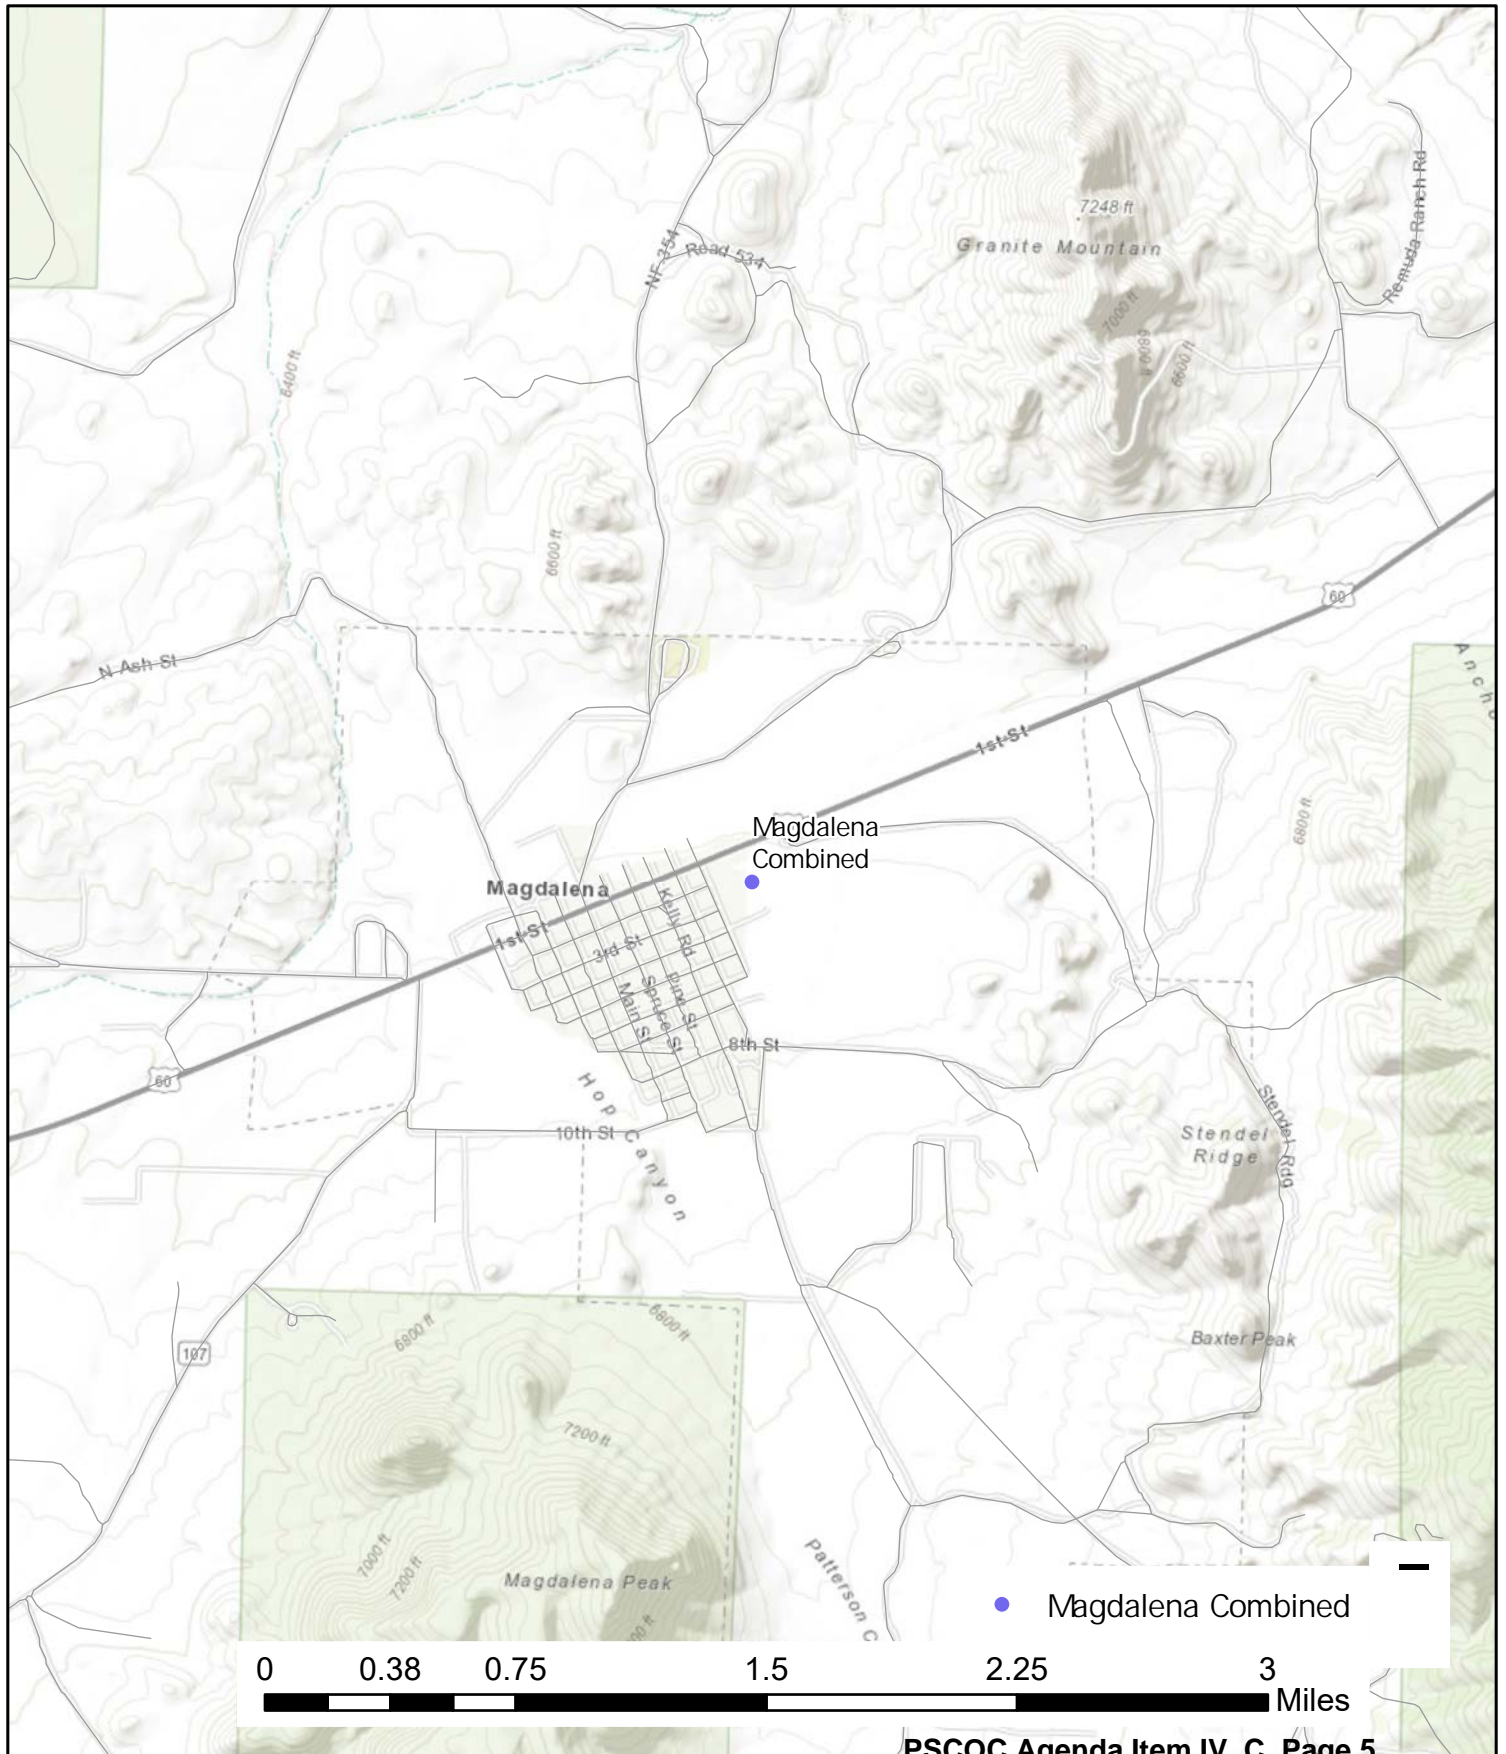 7248 ft
Granite Mountain
Remuda Ranch Rd
NF-354
Road 534
7000 ft
6800 ft
6600 ft
6400 ft
6600 ft
60
N Ash St
Ancho
1st St
6800 ft
Magdalena
Combined
Magdalena
1st St
Kelly Rd
3rd St
Pine St
Spruce St
Main St
8th St
60
Hop Canyon
10th St
Stendel Rdg
Stendel
Ridge
6800 ft
6800 ft
107
Baxter Peak
7200 ft
7000 ft
7200 ft
Magdalena Peak
Patterson C
00 ft
Magdalena Combined
0 0.38 0.75 1.5 2.25 3
Miles
PSCOC Agenda Item IV. C. Page 5